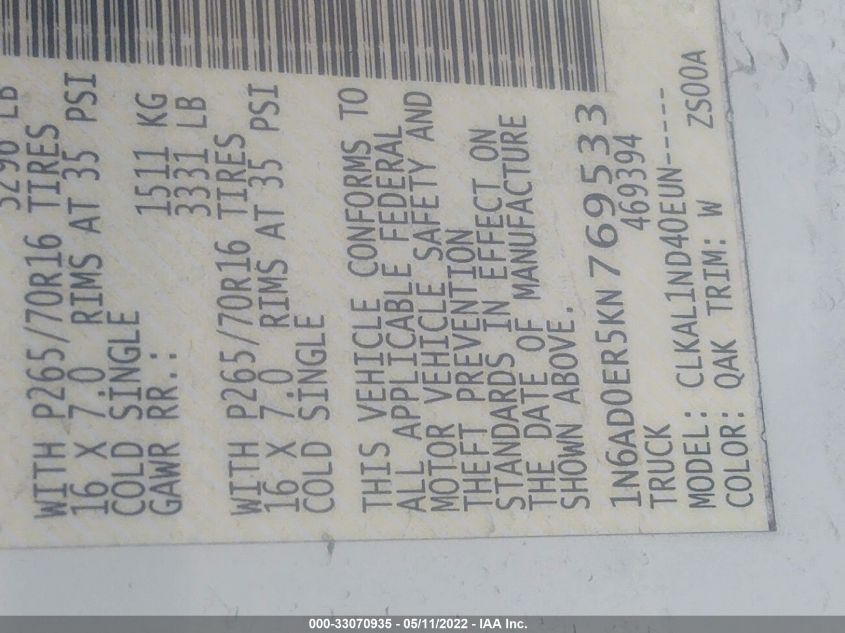 3296 LB
WITH P265/70R16 TIRES
16 X 7.0 RIMS AT 35 PSI
COLD SINGLE
GAWR RR.: 1511 KG
3331 LB
WITH P265/70R16 TIRES
16 X 7.0 RIMS AT 35 PSI
COLD SINGLE
THIS VEHICLE CONFORMS TO
ALL APPLICABLE FEDERAL
MOTOR VEHICLE SAFETY AND
THEFT PREVENTION
STANDARDS IN EFFECT ON
THE DATE OF MANUFACTURE
SHOWN ABOVE.
1N6AD0ER5KN769533
TRUCK 469394
MODEL: CLKAL1ND40EUN-----
COLOR: QAK TRIM: W ZS00A
000-33070935 - 05/11/2022 - IAA Inc.